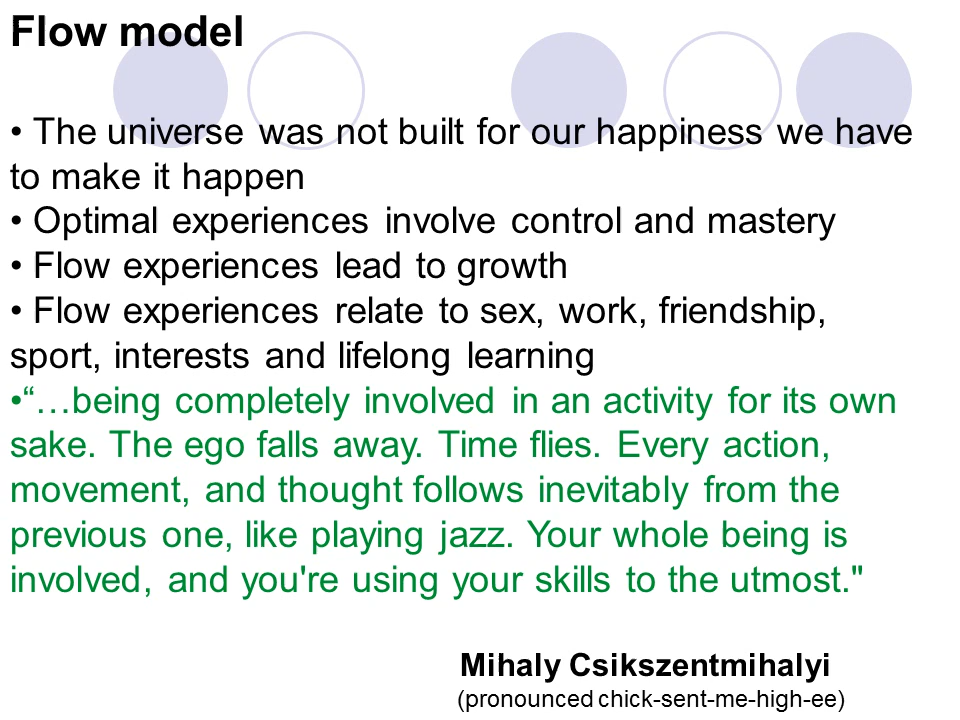 Flow model
• The universe was not built for our happiness we have
to make it happen
• Optimal experiences involve control and mastery
• Flow experiences lead to growth
• Flow experiences relate to sex, work, friendship,
sport, interests and lifelong learning
•“…being completely involved in an activity for its own
sake. The ego falls away. Time flies. Every action,
movement, and thought follows inevitably from the
previous one, like playing jazz. Your whole being is
involved, and you're using your skills to the utmost."
Mihaly Csikszentmihalyi
(pronounced chick-sent-me-high-ee)